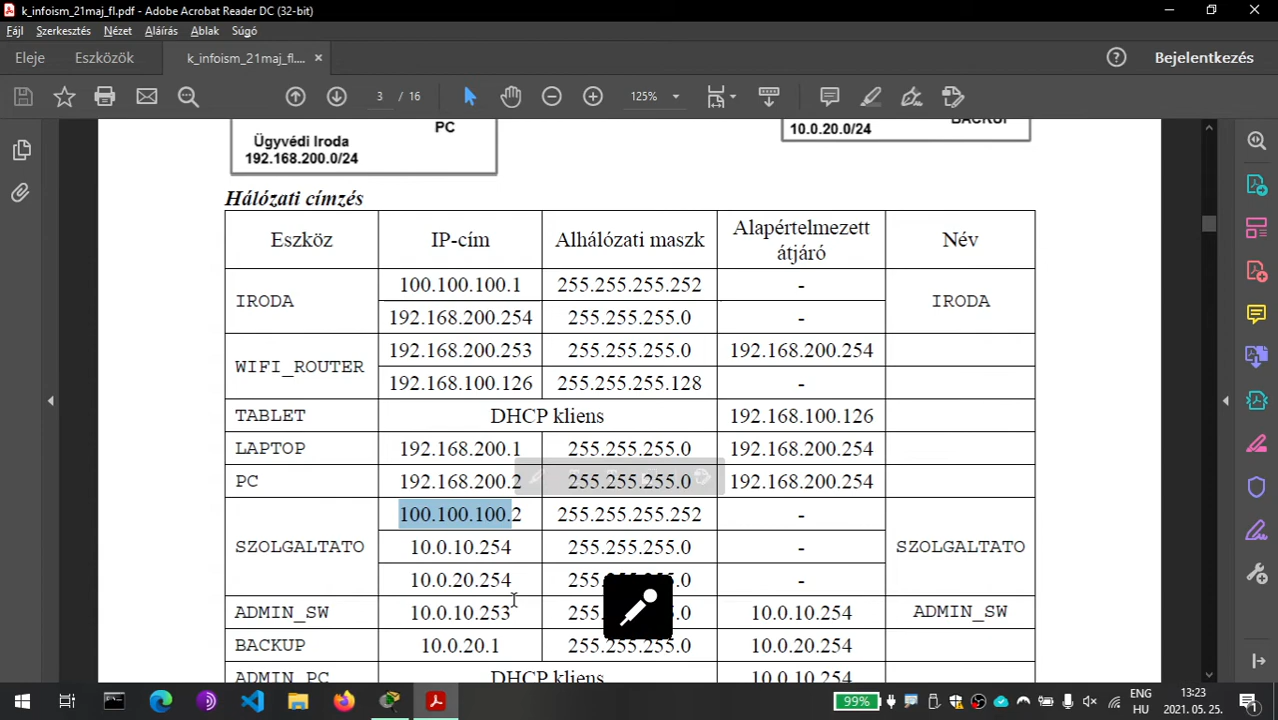 k_infoism_21maj_fl.pdf - Adobe Acrobat Reader DC (32-bit)
Fájl Szerkesztés Nézet Aláírás Ablak Súgó
Eleje Eszközök k_infoism_21maj_fl.... × Bejelentkezés
3 / 16 125%
PC
Ügyvédi Iroda
192.168.200.0/24
BACKUP
10.0.20.0/24
Hálózati címzés
Eszköz IP-cím Alhálózati maszk Alapértelmezett átjáró Név
IRODA 100.100.100.1 255.255.255.252 - IRODA
192.168.200.254 255.255.255.0 -
WIFI_ROUTER 192.168.200.253 255.255.255.0 192.168.200.254
192.168.100.126 255.255.255.128 -
TABLET DHCP kliens 192.168.100.126
LAPTOP 192.168.200.1 255.255.255.0 192.168.200.254
PC 192.168.200.2 255.255.255.0 192.168.200.254
SZOLGALTATO 100.100.100.2 255.255.255.252 - SZOLGALTATO
10.0.10.254 255.255.255.0 -
10.0.20.254 255 .0 -
ADMIN_SW 10.0.10.253 255 .0 10.0.10.254 ADMIN_SW
BACKUP 10.0.20.1 255.255.255.0 10.0.20.254
ADMIN_PC DHCP kliens 10.0.10.254
99% ENG HU 13:23 2021. 05. 25. 1